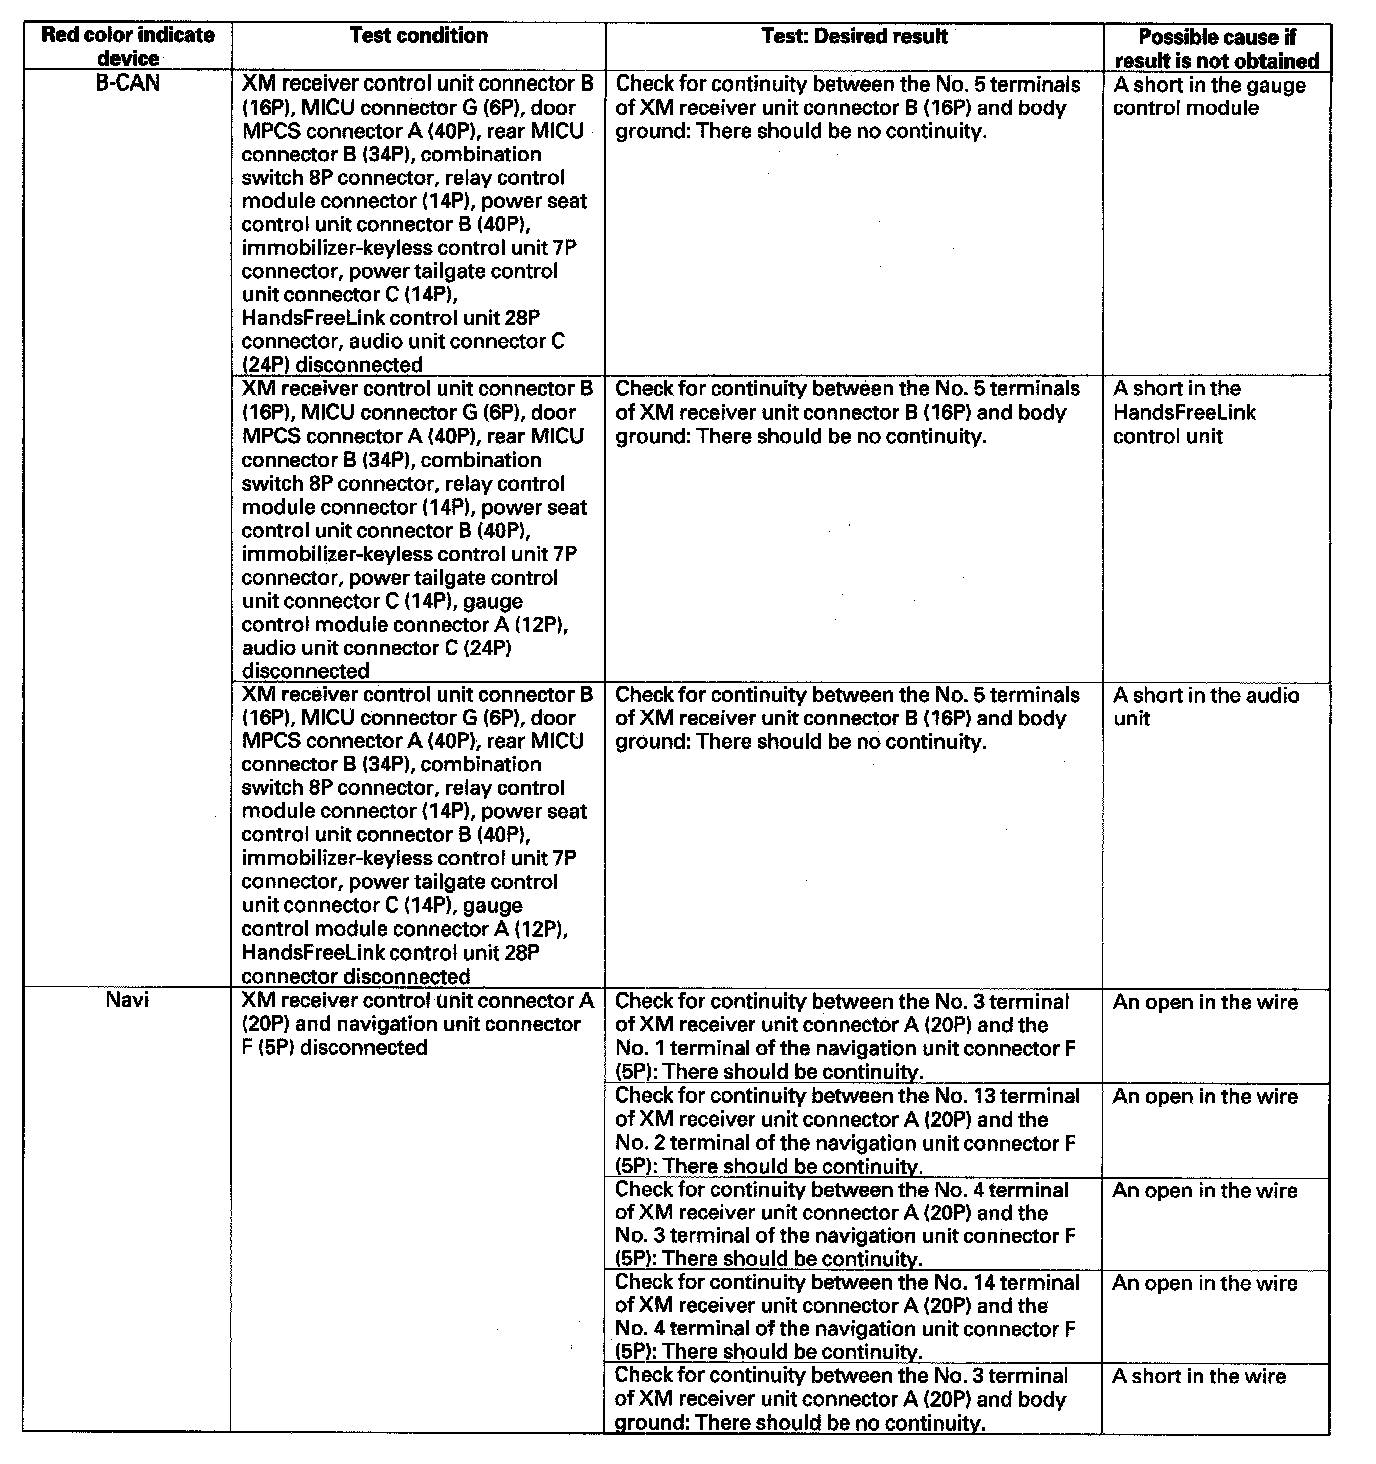 Red color indicate
device
Test condition
Test: Desired result
Possible cause if
result is not obtained
B-CAN
XM receiver control unit connector B
(16P), MICU connector G (6P), door
MPCS connector A (40P), rear MICU
connector B (34P), combination
switch 8P connector, relay control
module connector (14P), power seat
control unit connector B (40P),
immobilizer-keyless control unit 7P
connector, power tailgate control
unit connector C (14P),
HandsFreeLink control unit 28P
connector, audio unit connector C
(24P) disconnected
Check for continuity between the No. 5 terminals
of XM receiver unit connector B (16P) and body
ground: There should be no continuity.
A short in the gauge
control module
XM receiver control unit connector B
(16P), MICU connector G (6P), door
MPCS connector A (40P), rear MICU
connector B (34P), combination
switch 8P connector, relay control
module connector (14P), power seat
control unit connector B (40P),
immobilizer-keyless control unit 7P
connector, power tailgate control
unit connector C (14P), gauge
control module connector A (12P),
audio unit connector C (24P)
disconnected
Check for continuity between the No. 5 terminals
of XM receiver unit connector B (16P) and body
ground: There should be no continuity.
A short in the
HandsFreeLink
control unit
XM receiver control unit connector B
(16P), MICU connector G (6P), door
MPCS connector A (40P), rear MICU
connector B (34P), combination
switch 8P connector, relay control
module connector (14P), power seat
control unit connector B (40P),
immobilizer-keyless control unit 7P
connector, power tailgate control
unit connector C (14P), gauge
control module connector A (12P),
HandsFreeLink control unit 28P
connector disconnected
Check for continuity between the No. 5 terminals
of XM receiver unit connector B (16P) and body
ground: There should be no continuity.
A short in the audio
unit
Navi
XM receiver control unit connector A
(20P) and navigation unit connector
F (5P) disconnected
Check for continuity between the No. 3 terminal
of XM receiver unit connector A (20P) and the
No. 1 terminal of the navigation unit connector F
(5P): There should be continuity.
An open in the wire
Check for continuity between the No. 13 terminal
of XM receiver unit connector A (20P) and the
No. 2 terminal of the navigation unit connector F
(5P): There should be continuity.
An open in the wire
Check for continuity between the No. 4 terminal
of XM receiver unit connector A (20P) and the
No. 3 terminal of the navigation unit connector F
(5P): There should be continuity.
An open in the wire
Check for continuity between the No. 14 terminal
of XM receiver unit connector A (20P) and the
No. 4 terminal of the navigation unit connector F
(5P): There should be continuity.
An open in the wire
Check for continuity between the No. 3 terminal
of XM receiver unit connector A (20P) and body
ground: There should be no continuity.
A short in the wire